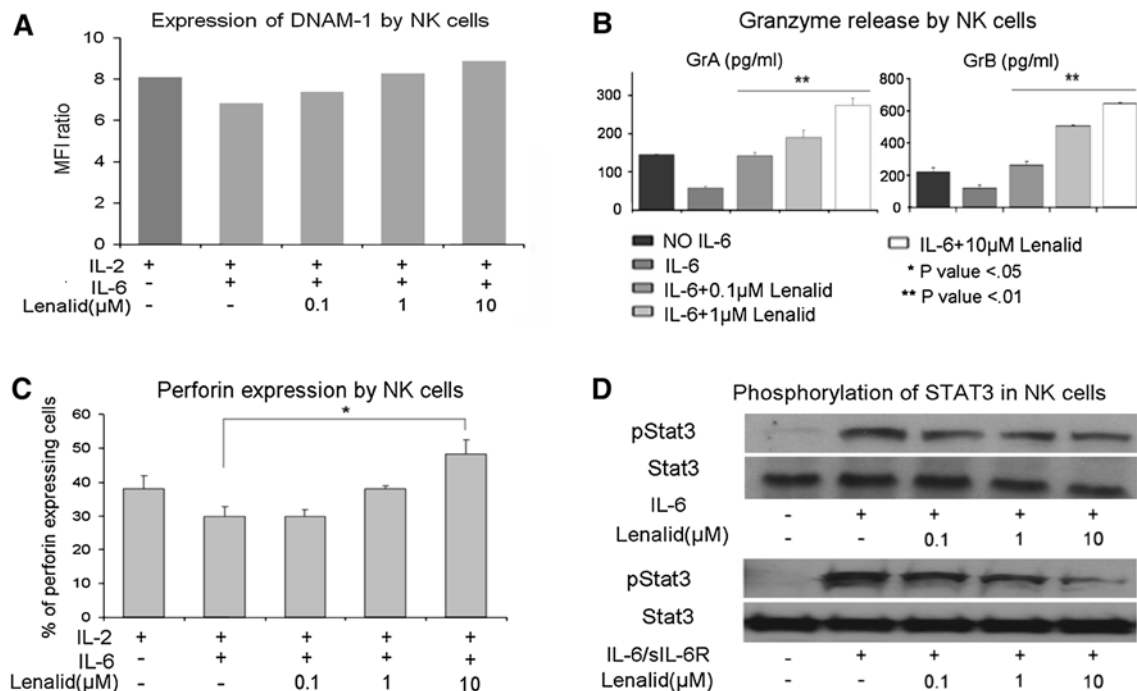 A
Expression of DNAM-1 by NK cells
MFI ratio
10
8
6
4
2
0
IL-2 + + + + +
IL-6 - + + + +
Lenalid(µM) - - 0.1 1 10
B
Granzyme release by NK cells
GrA (pg/ml)
**
300
200
100
0
GrB (pg/ml)
**
800
600
400
200
0
NO IL-6
IL-6
IL-6+0.1µM Lenalid
IL-6+1µM Lenalid
IL-6+10µM Lenalid
* P value <.05
** P value <.01
C
Perforin expression by NK cells
% of perforin expressing cells
*
60
50
40
30
20
10
0
IL-2 + + + + +
IL-6 - + + + +
Lenalid(µM) - - 0.1 1 10
D
Phosphorylation of STAT3 in NK cells
pStat3
Stat3
IL-6 - + + + +
Lenalid(µM) - - 0.1 1 10
pStat3
Stat3
IL-6/sIL-6R - + + + +
Lenalid(µM) - - 0.1 1 10